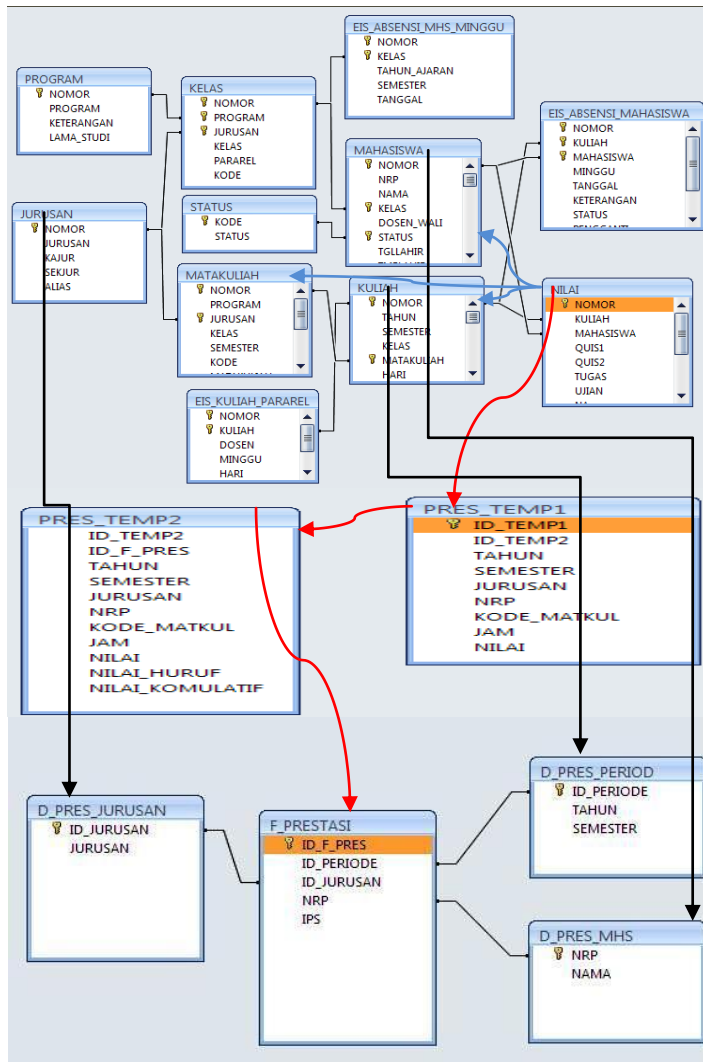 EIS_ABSENSI_MHS_MINGGU
NOMOR
KELAS
TAHUN_AJARAN
SEMESTER
TANGGAL
PROGRAM
NOMOR
PROGRAM
KETERANGAN
LAMA_STUDI
KELAS
NOMOR
PROGRAM
JURUSAN
KELAS
PARAREL
KODE
EIS_ABSENSI_MAHASISWA
NOMOR
KULIAH
MAHASISWA
MINGGU
TANGGAL
KETERANGAN
STATUS
MAHASISWA
NOMOR
NRP
NAMA
KELAS
DOSEN_WALI
STATUS
TGLLAHIR
STATUS
KODE
STATUS
JURUSAN
NOMOR
JURUSAN
KAJUR
SEKJUR
ALIAS
MATAKULIAH
NOMOR
PROGRAM
JURUSAN
KELAS
SEMESTER
KODE
KULIAH
NOMOR
TAHUN
SEMESTER
KELAS
MATAKULIAH
HARI
NILAI
NOMOR
KULIAH
MAHASISWA
QUIS1
QUIS2
TUGAS
UJIAN
EIS_KULIAH_PARAREL
NOMOR
KULIAH
DOSEN
MINGGU
HARI
PRES_TEMP2
ID_TEMP2
ID_F_PRES
TAHUN
SEMESTER
JURUSAN
NRP
KODE_MATKUL
JAM
NILAI
NILAI_HURUF
NILAI_KOMULATIF
PRES_TEMP1
ID_TEMP1
ID_TEMP2
TAHUN
SEMESTER
JURUSAN
NRP
KODE_MATKUL
JAM
NILAI
D_PRES_JURUSAN
ID_JURUSAN
JURUSAN
F_PRESTASI
ID_F_PRES
ID_PERIODE
ID_JURUSAN
NRP
IPS
D_PRES_PERIOD
ID_PERIODE
TAHUN
SEMESTER
D_PRES_MHS
NRP
NAMA